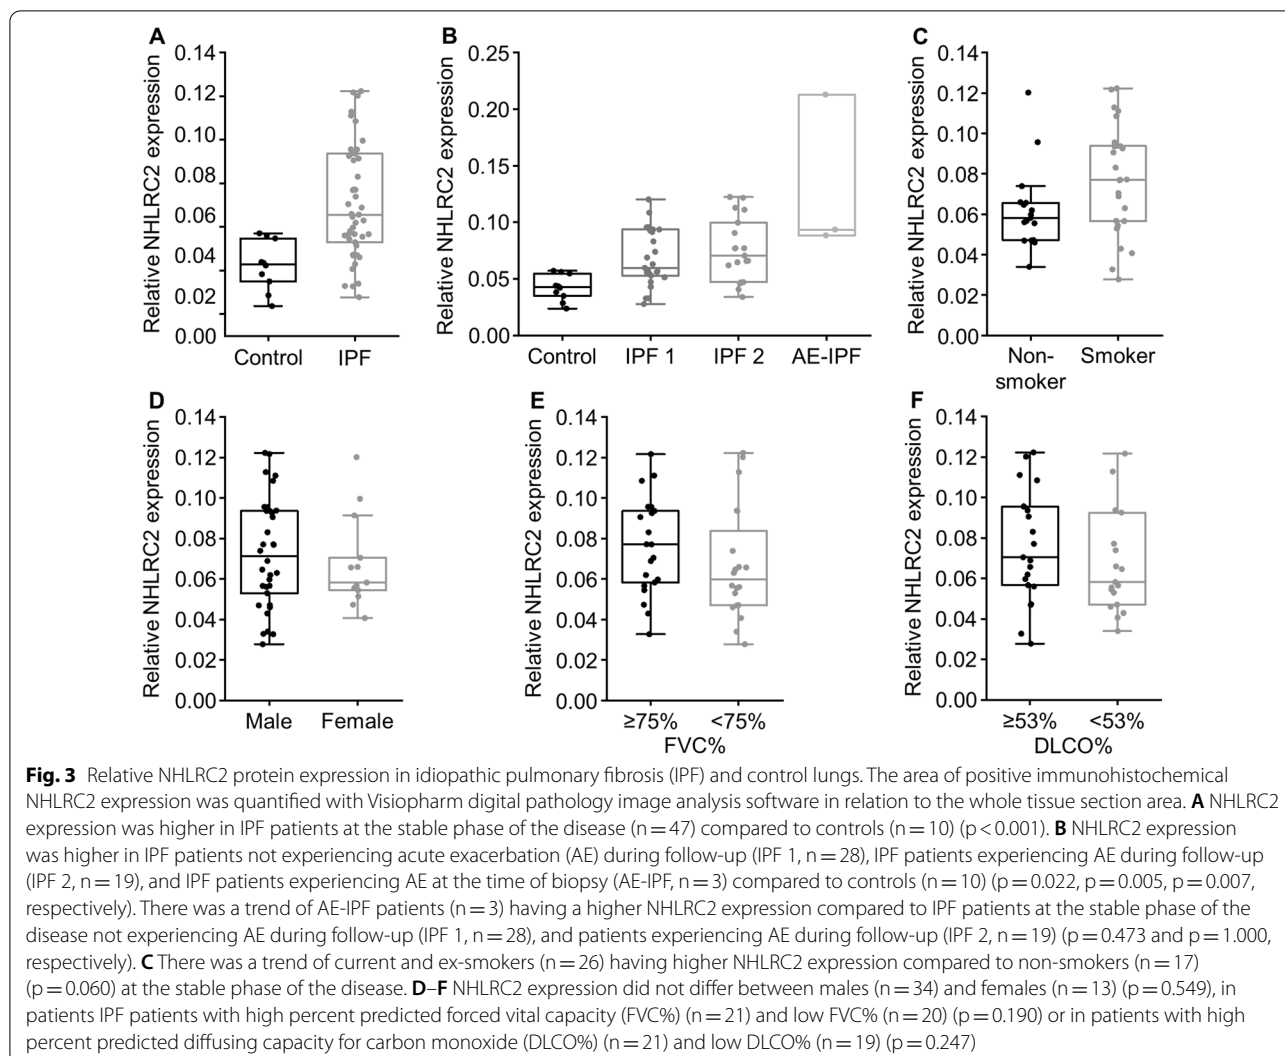 A
Relative NHLRC2 expression
0.14
0.12
0.10
0.08
0.06
0.04
0.02
0.00
Control IPF
B
Relative NHLRC2 expression
0.25
0.20
0.15
0.10
0.05
0.00
Control IPF 1 IPF 2 AE-IPF
C
Relative NHLRC2 expression
0.14
0.12
0.10
0.08
0.06
0.04
0.02
0.00
Non- Smoker
smoker
D
Relative NHLRC2 expression
0.14
0.12
0.10
0.08
0.06
0.04
0.02
0.00
Male Female
E
Relative NHLRC2 expression
0.14
0.12
0.10
0.08
0.06
0.04
0.02
0.00
≥75% <75%
FVC%
F
Relative NHLRC2 expression
0.14
0.12
0.10
0.08
0.06
0.04
0.02
0.00
≥53% <53%
DLCO%
Fig. 3 Relative NHLRC2 protein expression in idiopathic pulmonary fibrosis (IPF) and control lungs. The area of positive immunohistochemical
NHLRC2 expression was quantified with Visiopharm digital pathology image analysis software in relation to the whole tissue section area. A NHLRC2
expression was higher in IPF patients at the stable phase of the disease (n = 47) compared to controls (n = 10) (p < 0.001). B NHLRC2 expression
was higher in IPF patients not experiencing acute exacerbation (AE) during follow-up (IPF 1, n = 28), IPF patients experiencing AE during follow-up
(IPF 2, n = 19), and IPF patients experiencing AE at the time of biopsy (AE-IPF, n = 3) compared to controls (n = 10) (p = 0.022, p = 0.005, p = 0.007,
respectively). There was a trend of AE-IPF patients (n = 3) having a higher NHLRC2 expression compared to IPF patients at the stable phase of the
disease not experiencing AE during follow-up (IPF 1, n = 28), and patients experiencing AE during follow-up (IPF 2, n = 19) (p = 0.473 and p = 1.000,
respectively). C There was a trend of current and ex-smokers (n = 26) having higher NHLRC2 expression compared to non-smokers (n = 17)
(p = 0.060) at the stable phase of the disease. D–F NHLRC2 expression did not differ between males (n = 34) and females (n = 13) (p = 0.549), in
patients IPF patients with high percent predicted forced vital capacity (FVC%) (n = 21) and low FVC% (n = 20) (p = 0.190) or in patients with high
percent predicted diffusing capacity for carbon monoxide (DLCO%) (n = 21) and low DLCO% (n = 19) (p = 0.247)